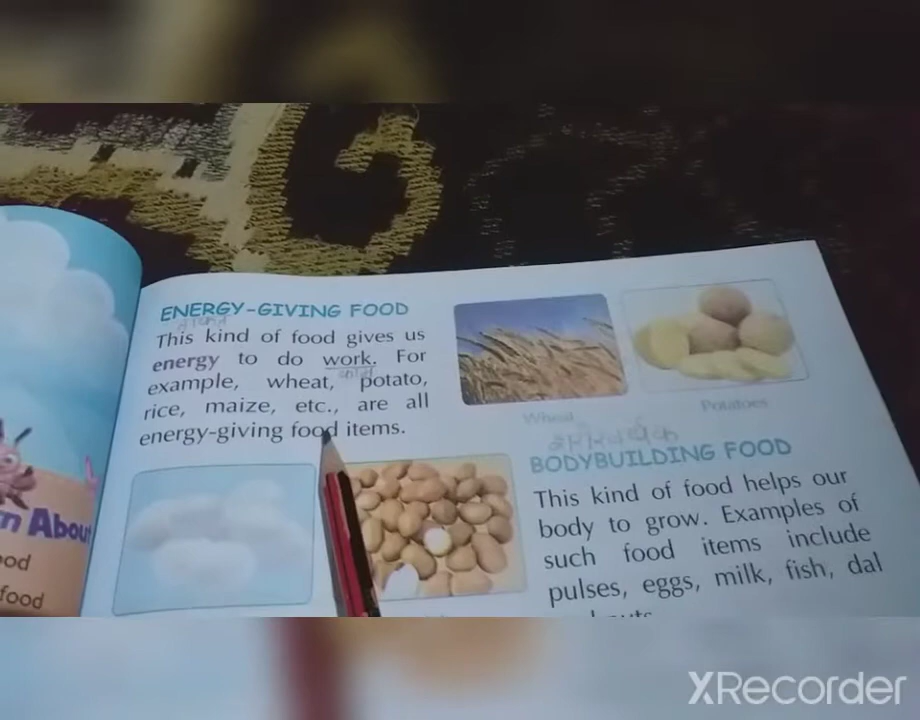 ENERGY-GIVING FOOD
This kind of food gives us
energy to do work. For
example, wheat, potato,
rice, maize, etc., are all
energy-giving food items.
Wheat
Potatoes
BODYBUILDING FOOD
This kind of food helps our
body to grow. Examples of
such food items include
pulses, eggs, milk, fish, dal
About
food
XRecorder